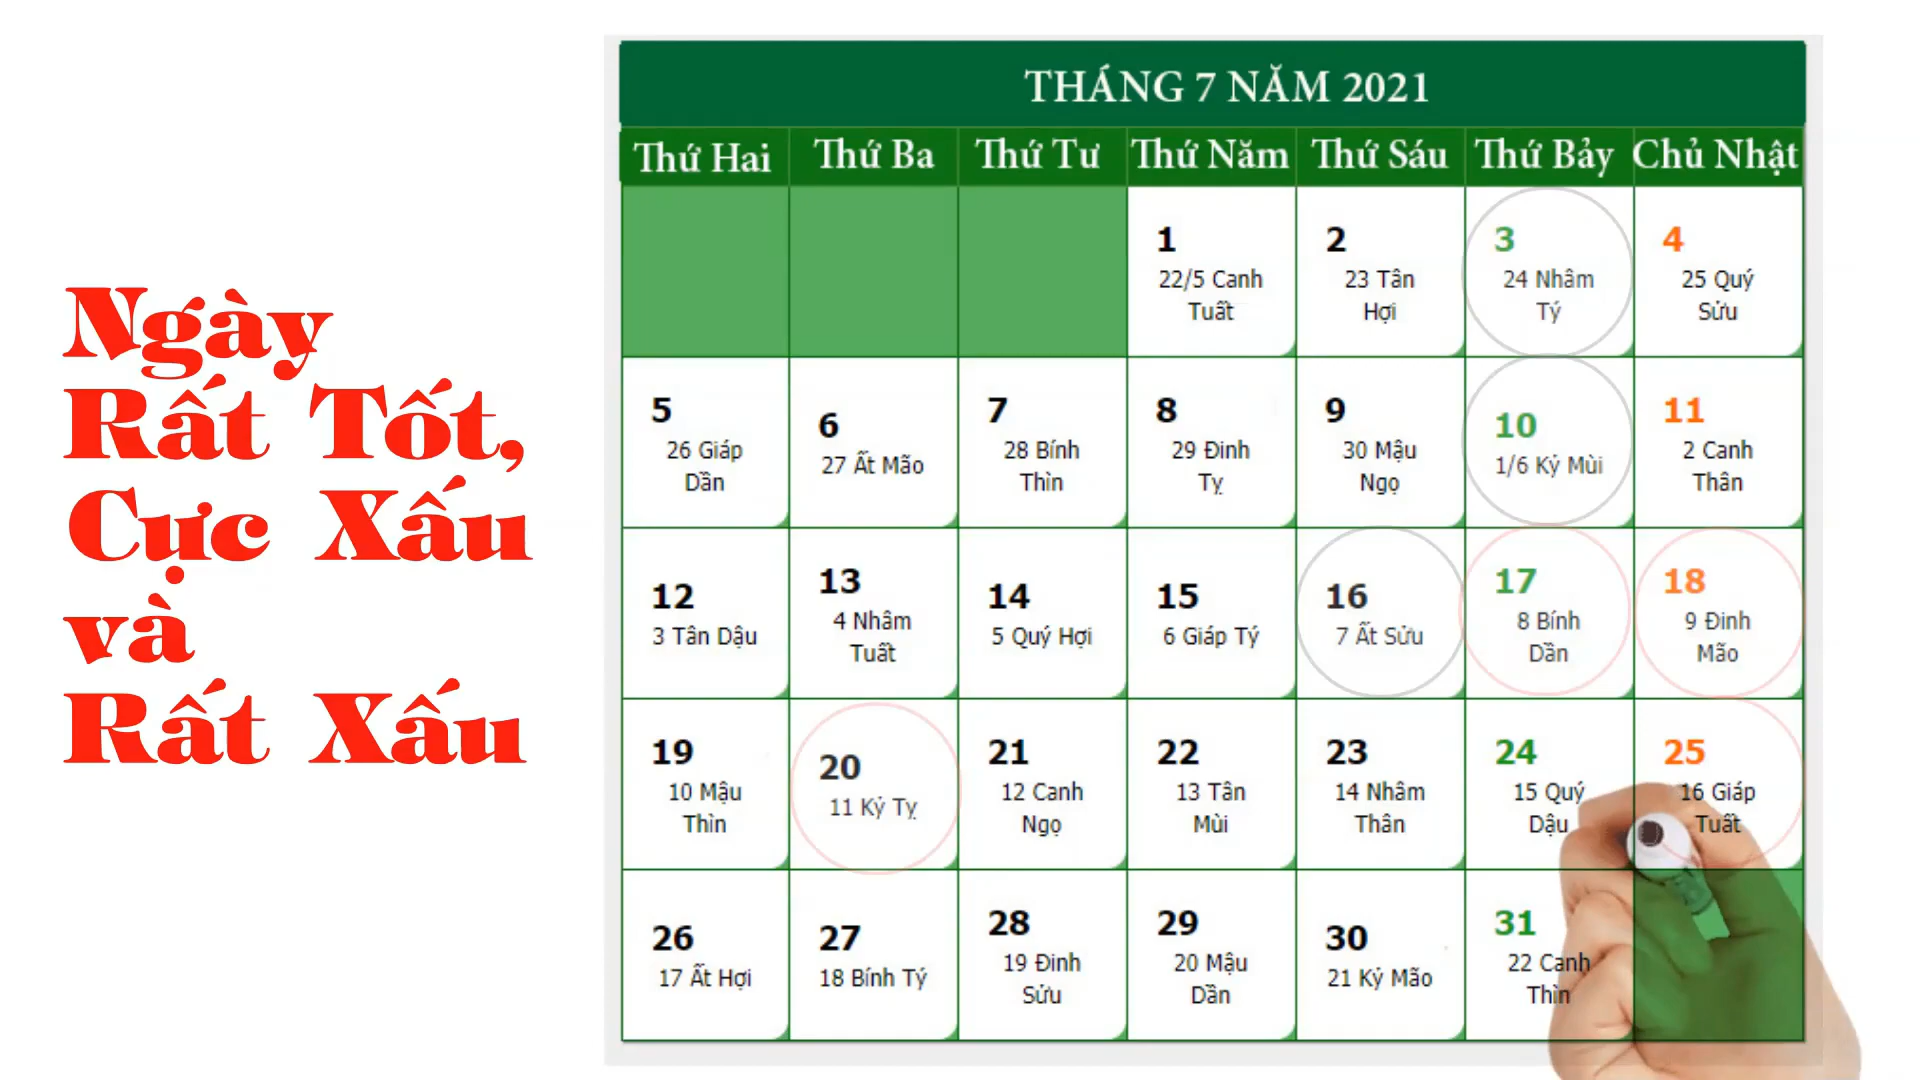 Ngày
Rất Tốt,
Cực Xấu
và
Rất Xấu
THÁNG 7 NĂM 2021
Thứ Hai Thứ Ba Thứ Tư Thứ Năm Thứ Sáu Thứ Bảy Chủ Nhật
1 2 3 4
22/5 Canh 23 Tân 24 Nhâm 25 Quý
Tuất Hợi Tý Sửu
5 6 7 8 9 10 11
26 Giáp 27 Ất Mão 28 Bính 29 Đinh 30 Mậu 1/6 Kỷ Mùi 2 Canh
Dần Thìn Tỵ Ngọ Thân
12 13 14 15 16 17 18
3 Tân Dậu 4 Nhâm 5 Quý Hợi 6 Giáp Tý 7 Ất Sửu 8 Bính 9 Đinh
Tuất Dần Mão
19 20 21 22 23 24 25
10 Mậu 11 Kỷ Tỵ 12 Canh 13 Tân 14 Nhâm 15 Quý 16 Giáp
Thìn Ngọ Mùi Thân Dậu Tuất
26 27 28 29 30 31
17 Ất Hợi 18 Bính Tý 19 Đinh 20 Mậu 21 Kỷ Mão 22 Canh
Sửu Dần Thìn